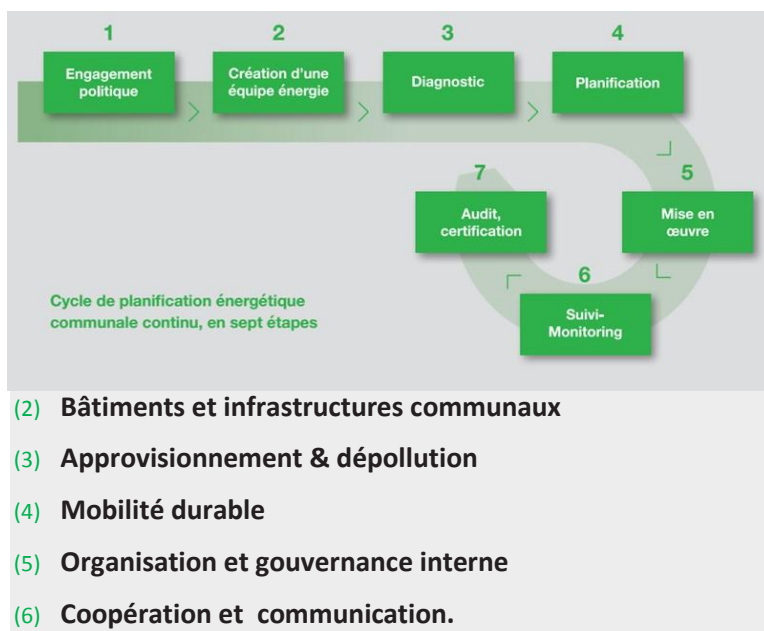 1
Engagement
politique
2
Création d'une
équipe énergie
3
Diagnostic
4
Planification
5
Mise en
œuvre
6
Suivi-
Monitoring
7
Audit,
certification
Cycle de planification énergétique
communale continu, en sept étapes
(2) Bâtiments et infrastructures communaux
(3) Approvisionnement & dépollution
(4) Mobilité durable
(5) Organisation et gouvernance interne
(6) Coopération et communication.